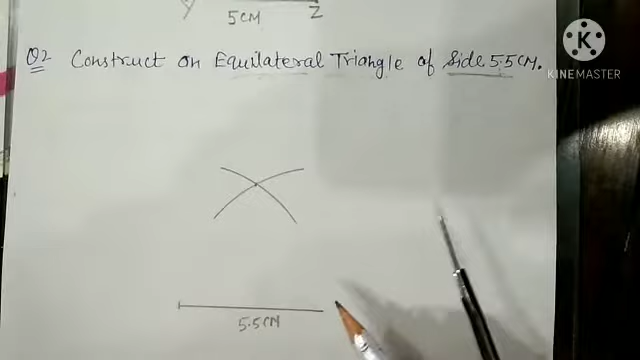 Y 5CM Z
Q2 Construct an Equilateral Triangle of side 5.5CM.
KINEMASTER
5.5CM